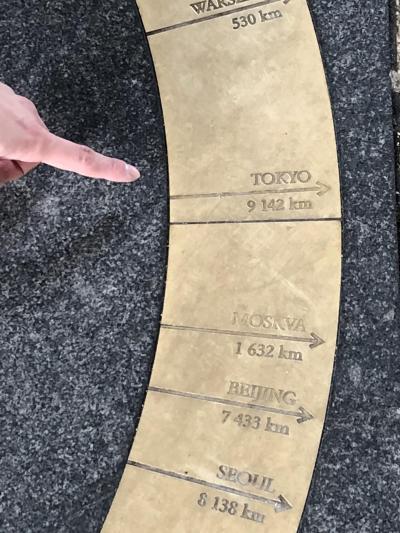 530 km
TOKYO
9 142 km
MOSKVA
1 632 km
BEIJING
7 433 km
SEOUL
8 138 km